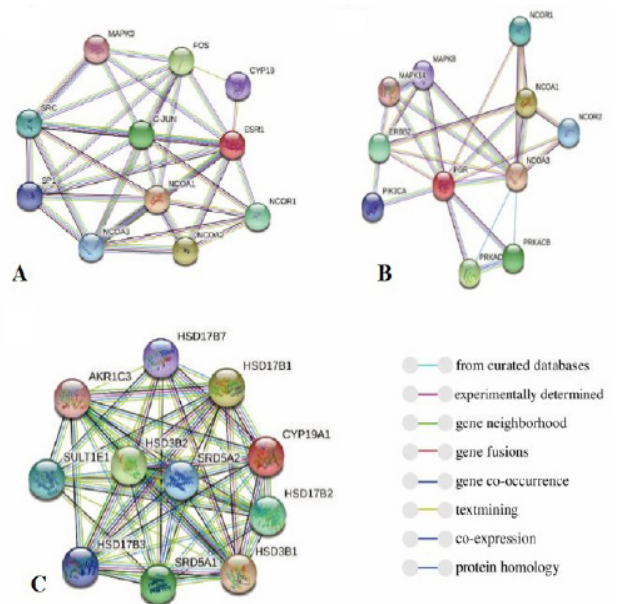 MAPK3
FOS
CYP19
SRC
C-JUN
ESR1
SP1
NCOA1
NCOR1
NCOA3
NCOA2
A
NCOR1
MAPK8
MAPK14
NCOA1
NCOR2
ERBB2
NCOA3
PGR
PIK3CA
PRKACB
PRKAC
B
HSD17B7
HSD17B1
AKR1C3
CYP19A1
HSD3B2
SULT1E1
SRD5A2
HSD17B2
HSD17B3
HSD3B1
SRD5A1
C
from curated databases
experimentally determined
gene neighborhood
gene fusions
gene co-occurrence
textmining
co-expression
protein homology